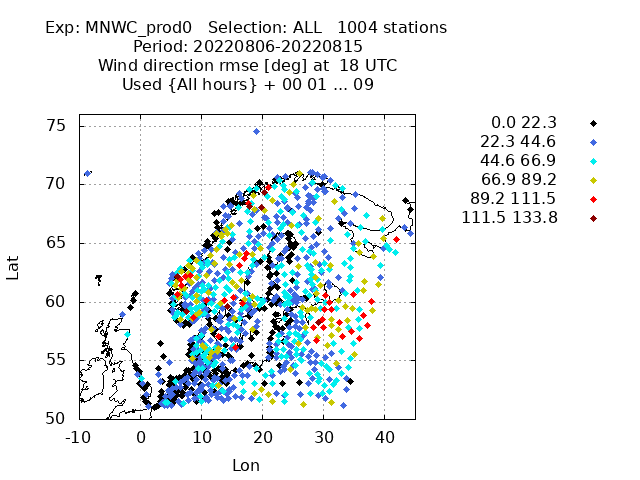 Exp: MNWC_prod0   Selection: ALL   1004 stations
Period: 20220806-20220815
Wind direction rmse [deg] at  18 UTC
Used {All hours} + 00 01 ... 09
0.0 22.3
22.3 44.6
44.6 66.9
66.9 89.2
89.2 111.5
111.5 133.8
75
70
65
60
55
50
Lat
-10 0 10 20 30 40
Lon